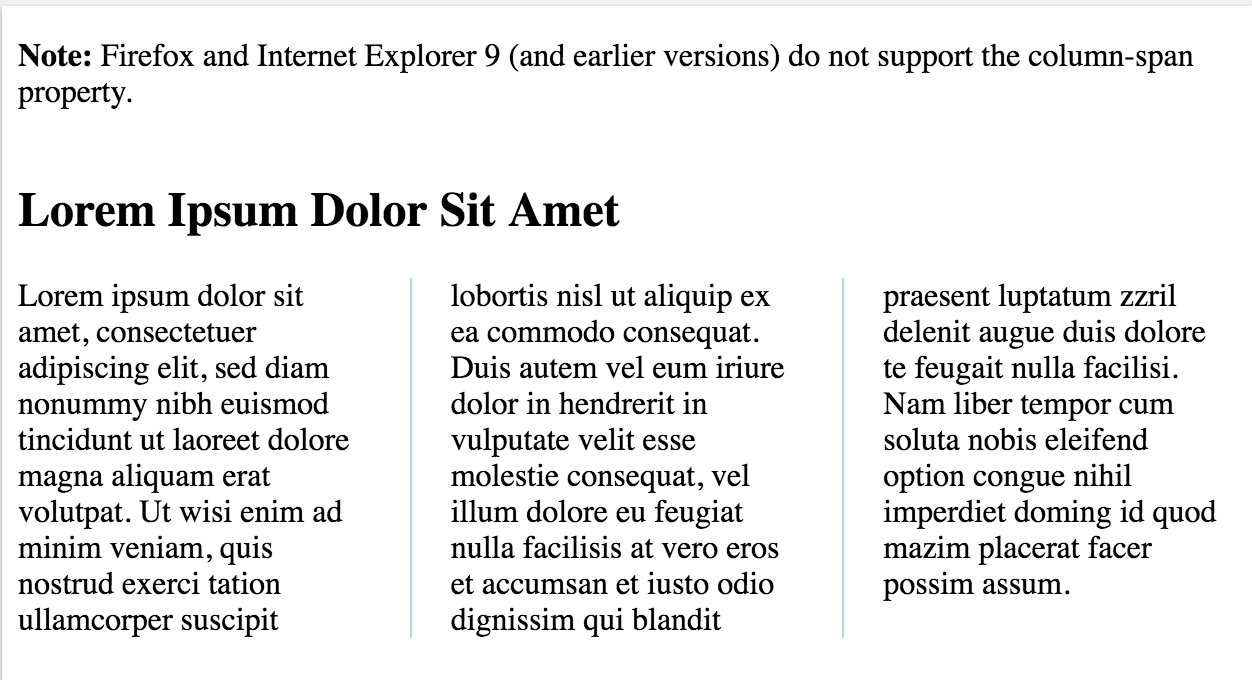 Note: Firefox and Internet Explorer 9 (and earlier versions) do not support the column-span
property.
Lorem Ipsum Dolor Sit Amet
Lorem ipsum dolor sit
amet, consectetuer
adipiscing elit, sed diam
nonummy nibh euismod
tincidunt ut laoreet dolore
magna aliquam erat
volutpat. Ut wisi enim ad
minim veniam, quis
nostrud exerci tation
ullamcorper suscipit
lobortis nisl ut aliquip ex
ea commodo consequat.
Duis autem vel eum iriure
dolor in hendrerit in
vulputate velit esse
molestie consequat, vel
illum dolore eu feugiat
nulla facilisis at vero eros
et accumsan et iusto odio
dignissim qui blandit
praesent luptatum zzril
delenit augue duis dolore
te feugait nulla facilisi.
Nam liber tempor cum
soluta nobis eleifend
option congue nihil
imperdiet doming id quod
mazim placerat facer
possim assum.